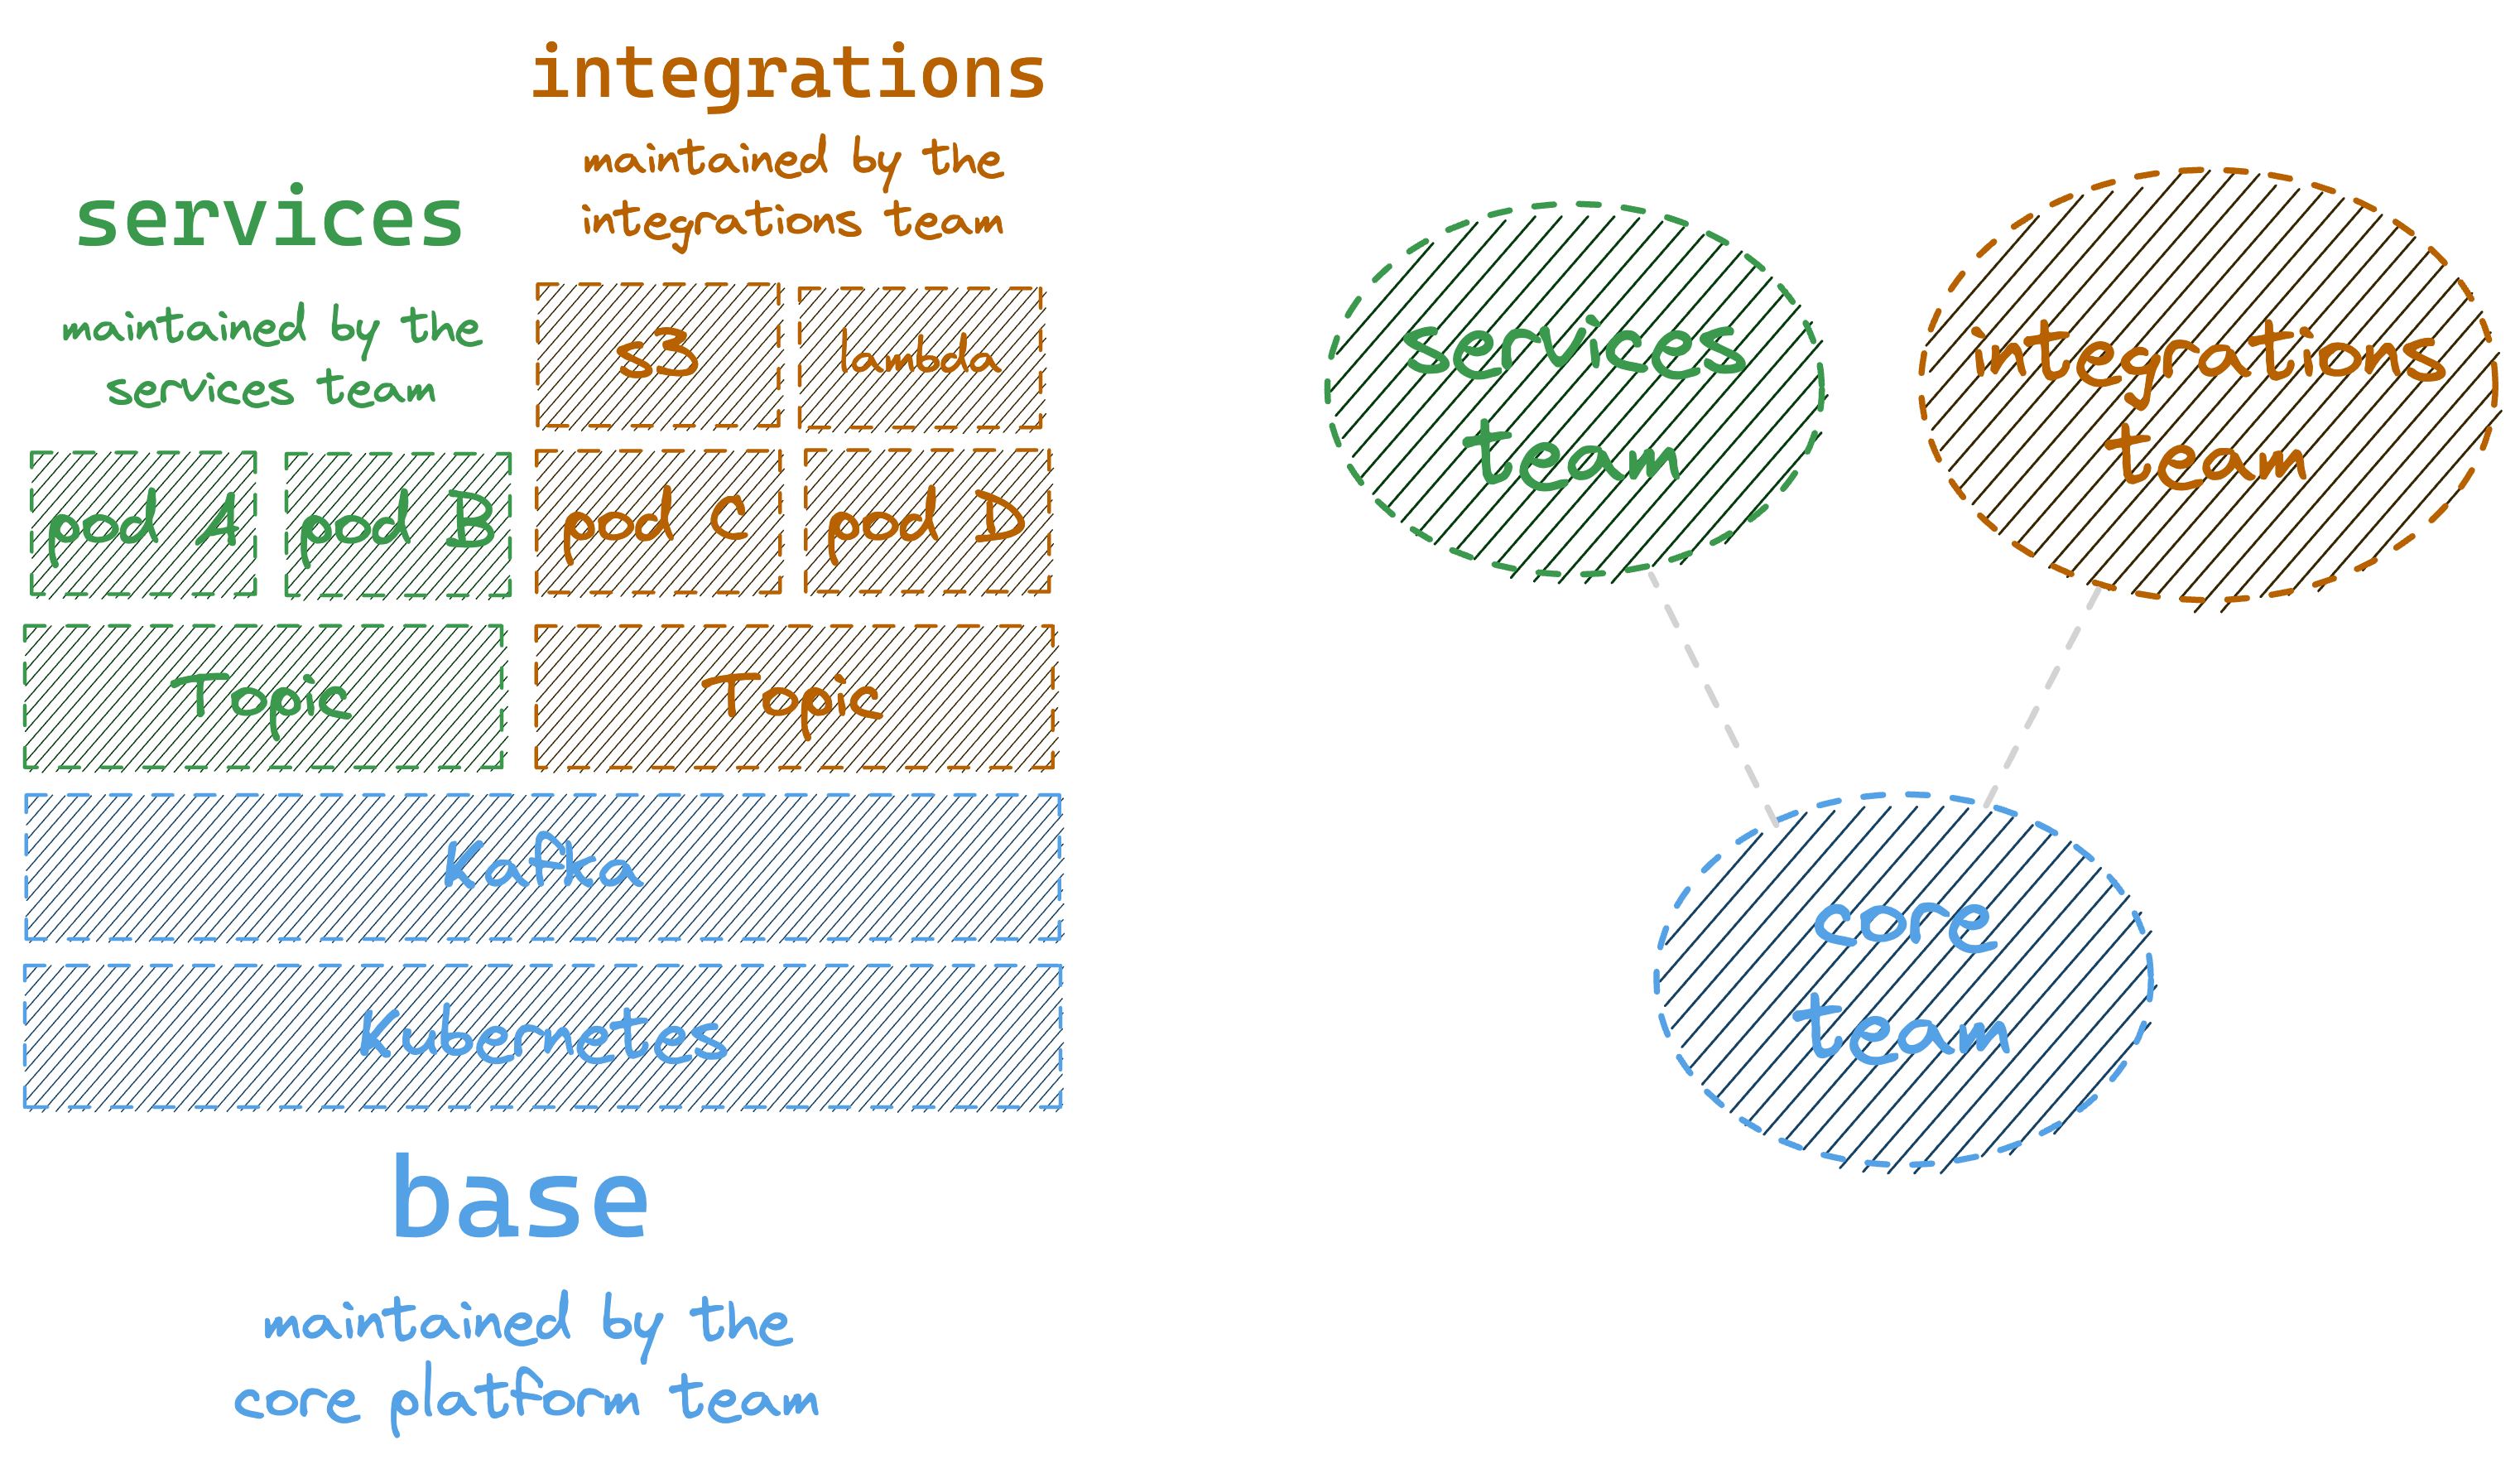 integrations
maintained by the
integrations team
services
maintained by the
services team
s3
lambda
pod A
pod B
pod C
pod D
Topic
Topic
Kafka
Kubernetes
base
maintained by the
core platform team
services
team
integrations
team
core
team